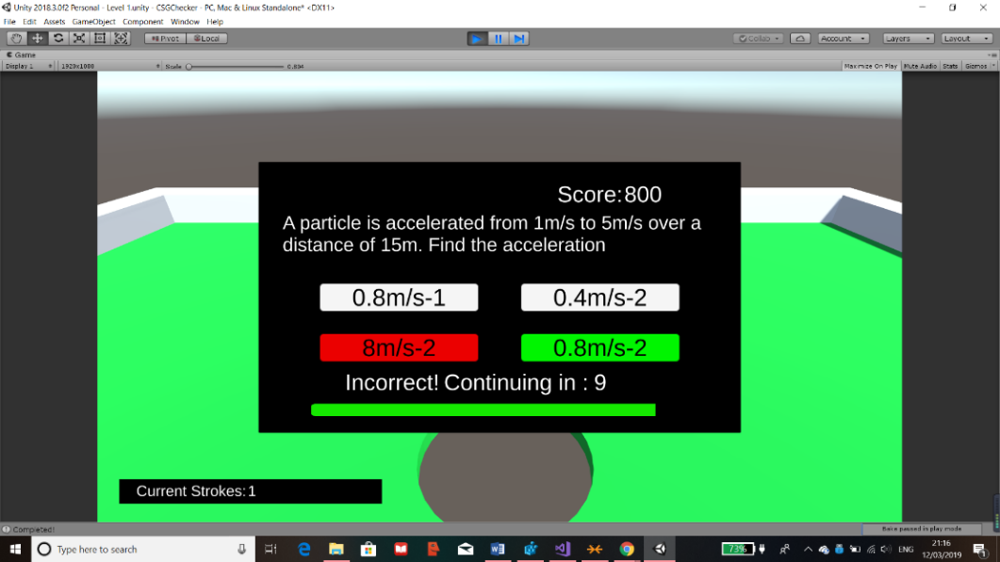 Unity 2018.3.0f2 Personal - Level 1.unity - CSGChecker - PC, Mac & Linux Standalone* <DX11>
File Edit Assets GameObject Component Window Help
Pivot Local Collab Account Layers Layout
Game
Display 1 1920x1080 Scale 0.834 Maximize On Play Mute Audio Stats Gizmos
Score:800
A particle is accelerated from 1m/s to 5m/s over a
distance of 15m. Find the acceleration
0.8m/s-1 0.4m/s-2
8m/s-2 0.8m/s-2
Incorrect! Continuing in : 9
Current Strokes:1
Completed! Bake paused in play mode
Type here to search 73% ENG 21:16
12/03/2019